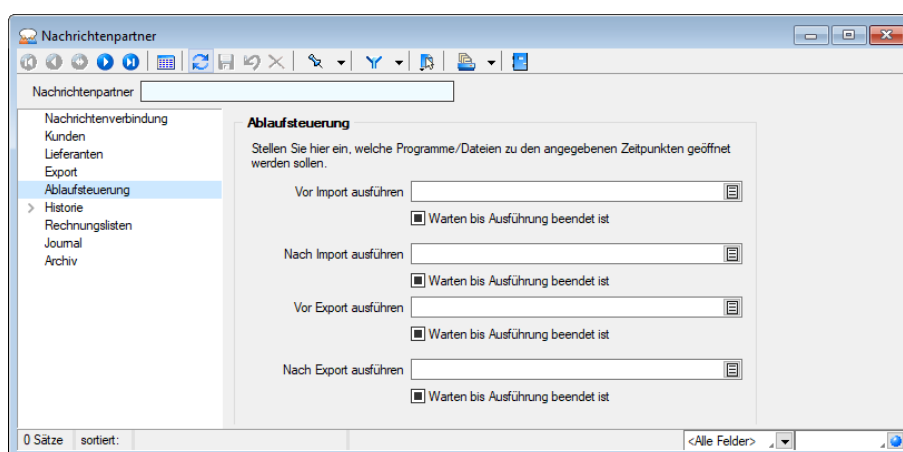 Nachrichtenpartner
Nachrichtenpartner
Nachrichtenverbindung
Kunden
Lieferanten
Export
Ablaufsteuerung
Historie
Rechnungslisten
Journal
Archiv
Ablaufsteuerung
Stellen Sie hier ein, welche Programme/Dateien zu den angegebenen Zeitpunkten geöffnet
werden sollen.
Vor Import ausführen
Warten bis Ausführung beendet ist
Nach Import ausführen
Warten bis Ausführung beendet ist
Vor Export ausführen
Warten bis Ausführung beendet ist
Nach Export ausführen
Warten bis Ausführung beendet ist
0 Sätze sortiert: <Alle Felder>